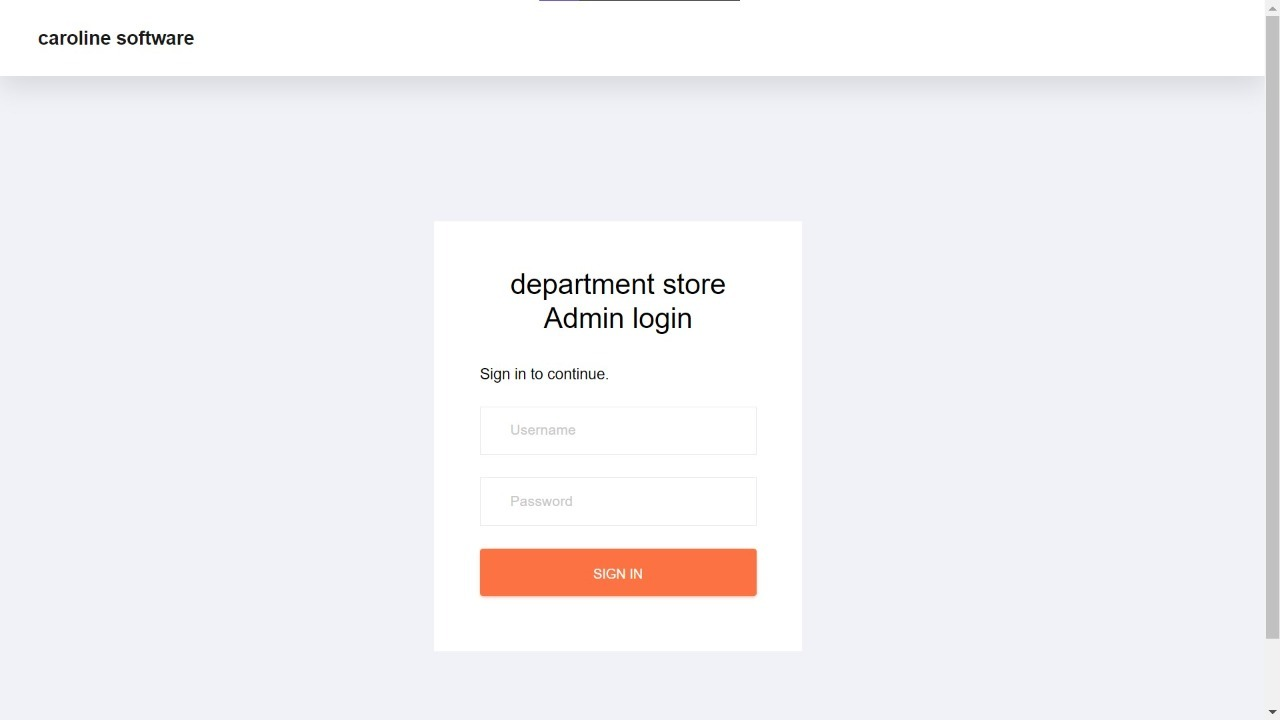 caroline software
department store
Admin login
Sign in to continue.
Username
Password
SIGN IN